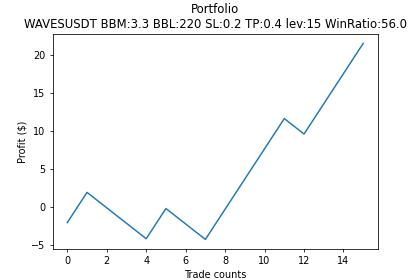 Portfolio
WAVESUSDT BBM:3.3 BBL:220 SL:0.2 TP:0.4 lev:15 WinRatio:56.0
20
15
10
5
0
−5
Profit ($)
0 2 4 6 8 10 12 14
Trade counts